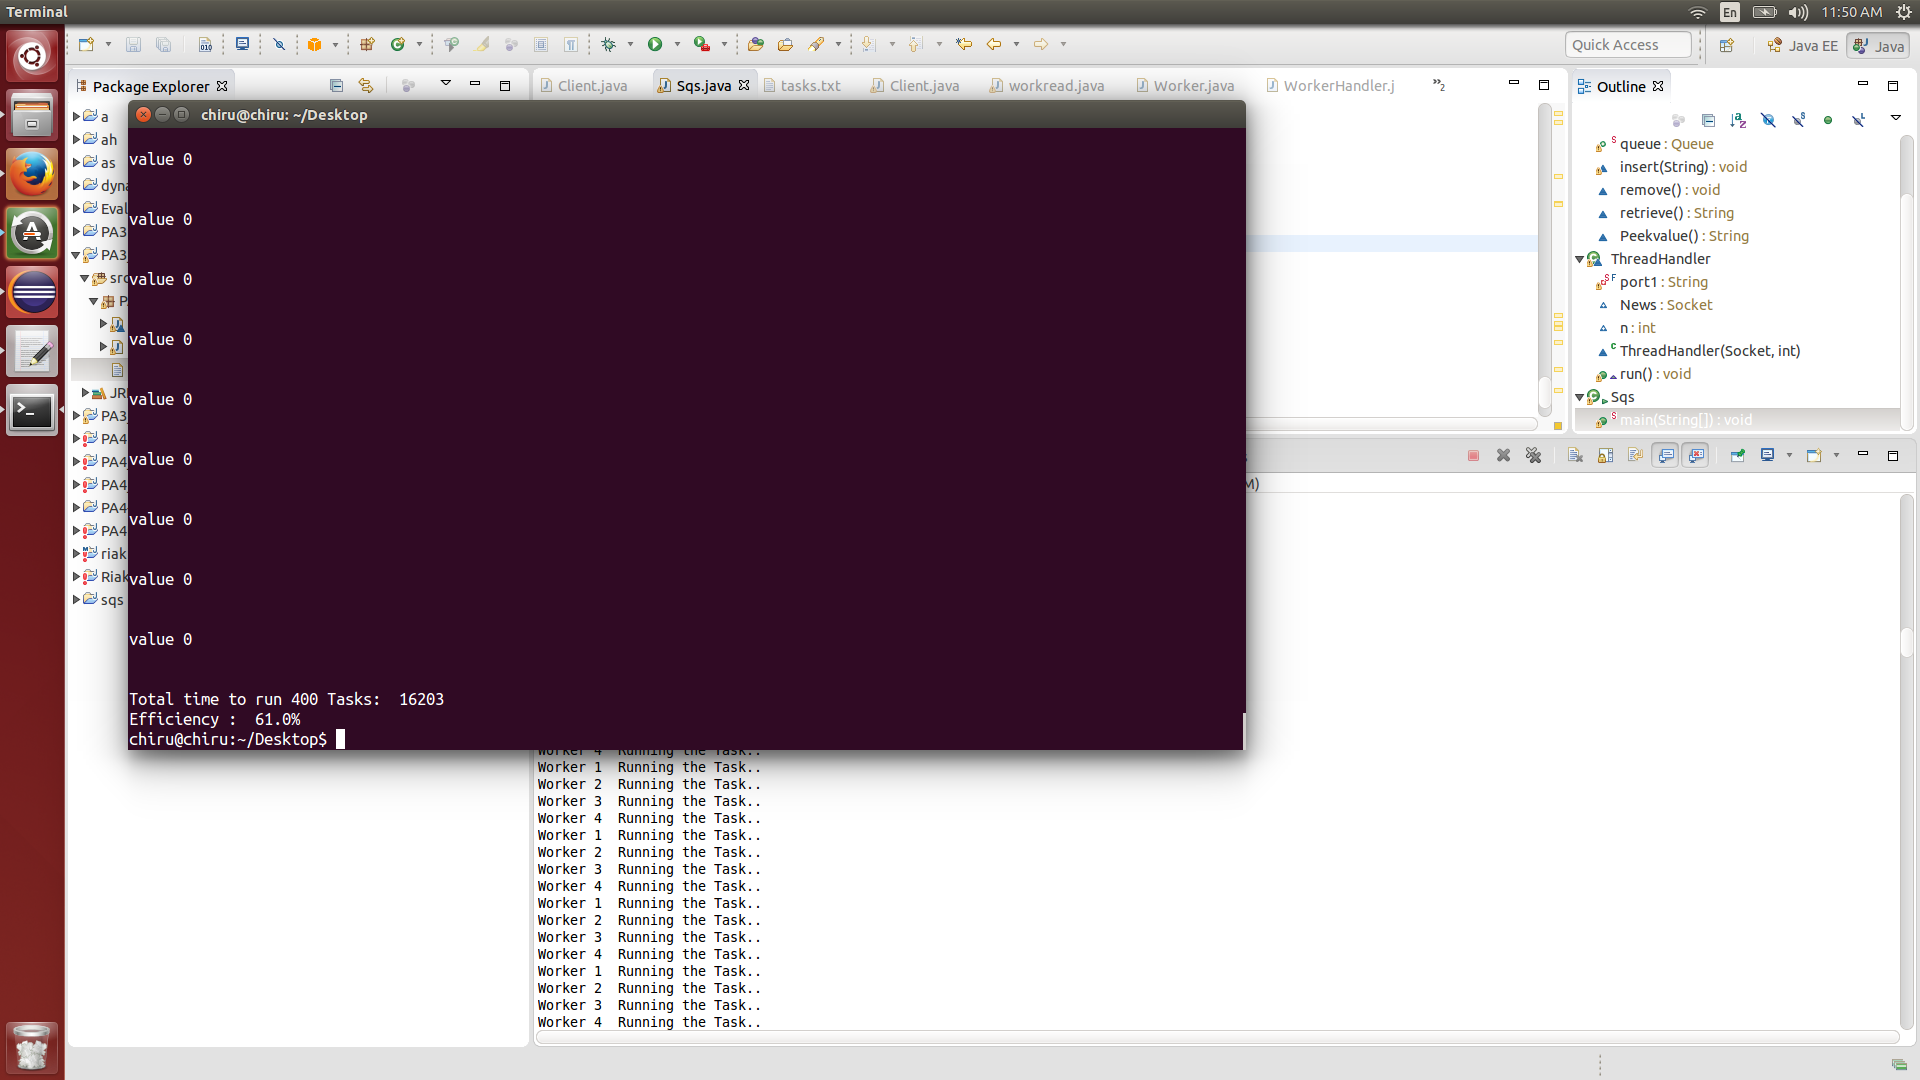 Terminal
En
11:50 AM
Quick Access
Java EE
Java
Package Explorer
Client.java
Sqs.java
tasks.txt
Client.java
workread.java
Worker.java
WorkerHandler.j
»2
Outline
a
ah
as
dyna
Eval
PA3
PA3
src
P
JR
PA3
PA4
PA4
PA4
PA4
PA4
riak
Riak
sqs
chiru@chiru: ~/Desktop
value 0
value 0
value 0
value 0
value 0
value 0
value 0
value 0
value 0
Total time to run 400 Tasks:  16203
Efficiency :  61.0%
chiru@chiru:~/Desktop$
queue : Queue
insert(String) : void
remove() : void
retrieve() : String
Peekvalue() : String
ThreadHandler
port1 : String
News : Socket
n : int
ThreadHandler(Socket, int)
run() : void
Sqs
main(String[]) : void
M)
Worker 4  Running the Task..
Worker 1  Running the Task..
Worker 2  Running the Task..
Worker 3  Running the Task..
Worker 4  Running the Task..
Worker 1  Running the Task..
Worker 2  Running the Task..
Worker 3  Running the Task..
Worker 4  Running the Task..
Worker 1  Running the Task..
Worker 2  Running the Task..
Worker 3  Running the Task..
Worker 4  Running the Task..
Worker 1  Running the Task..
Worker 2  Running the Task..
Worker 3  Running the Task..
Worker 4  Running the Task..